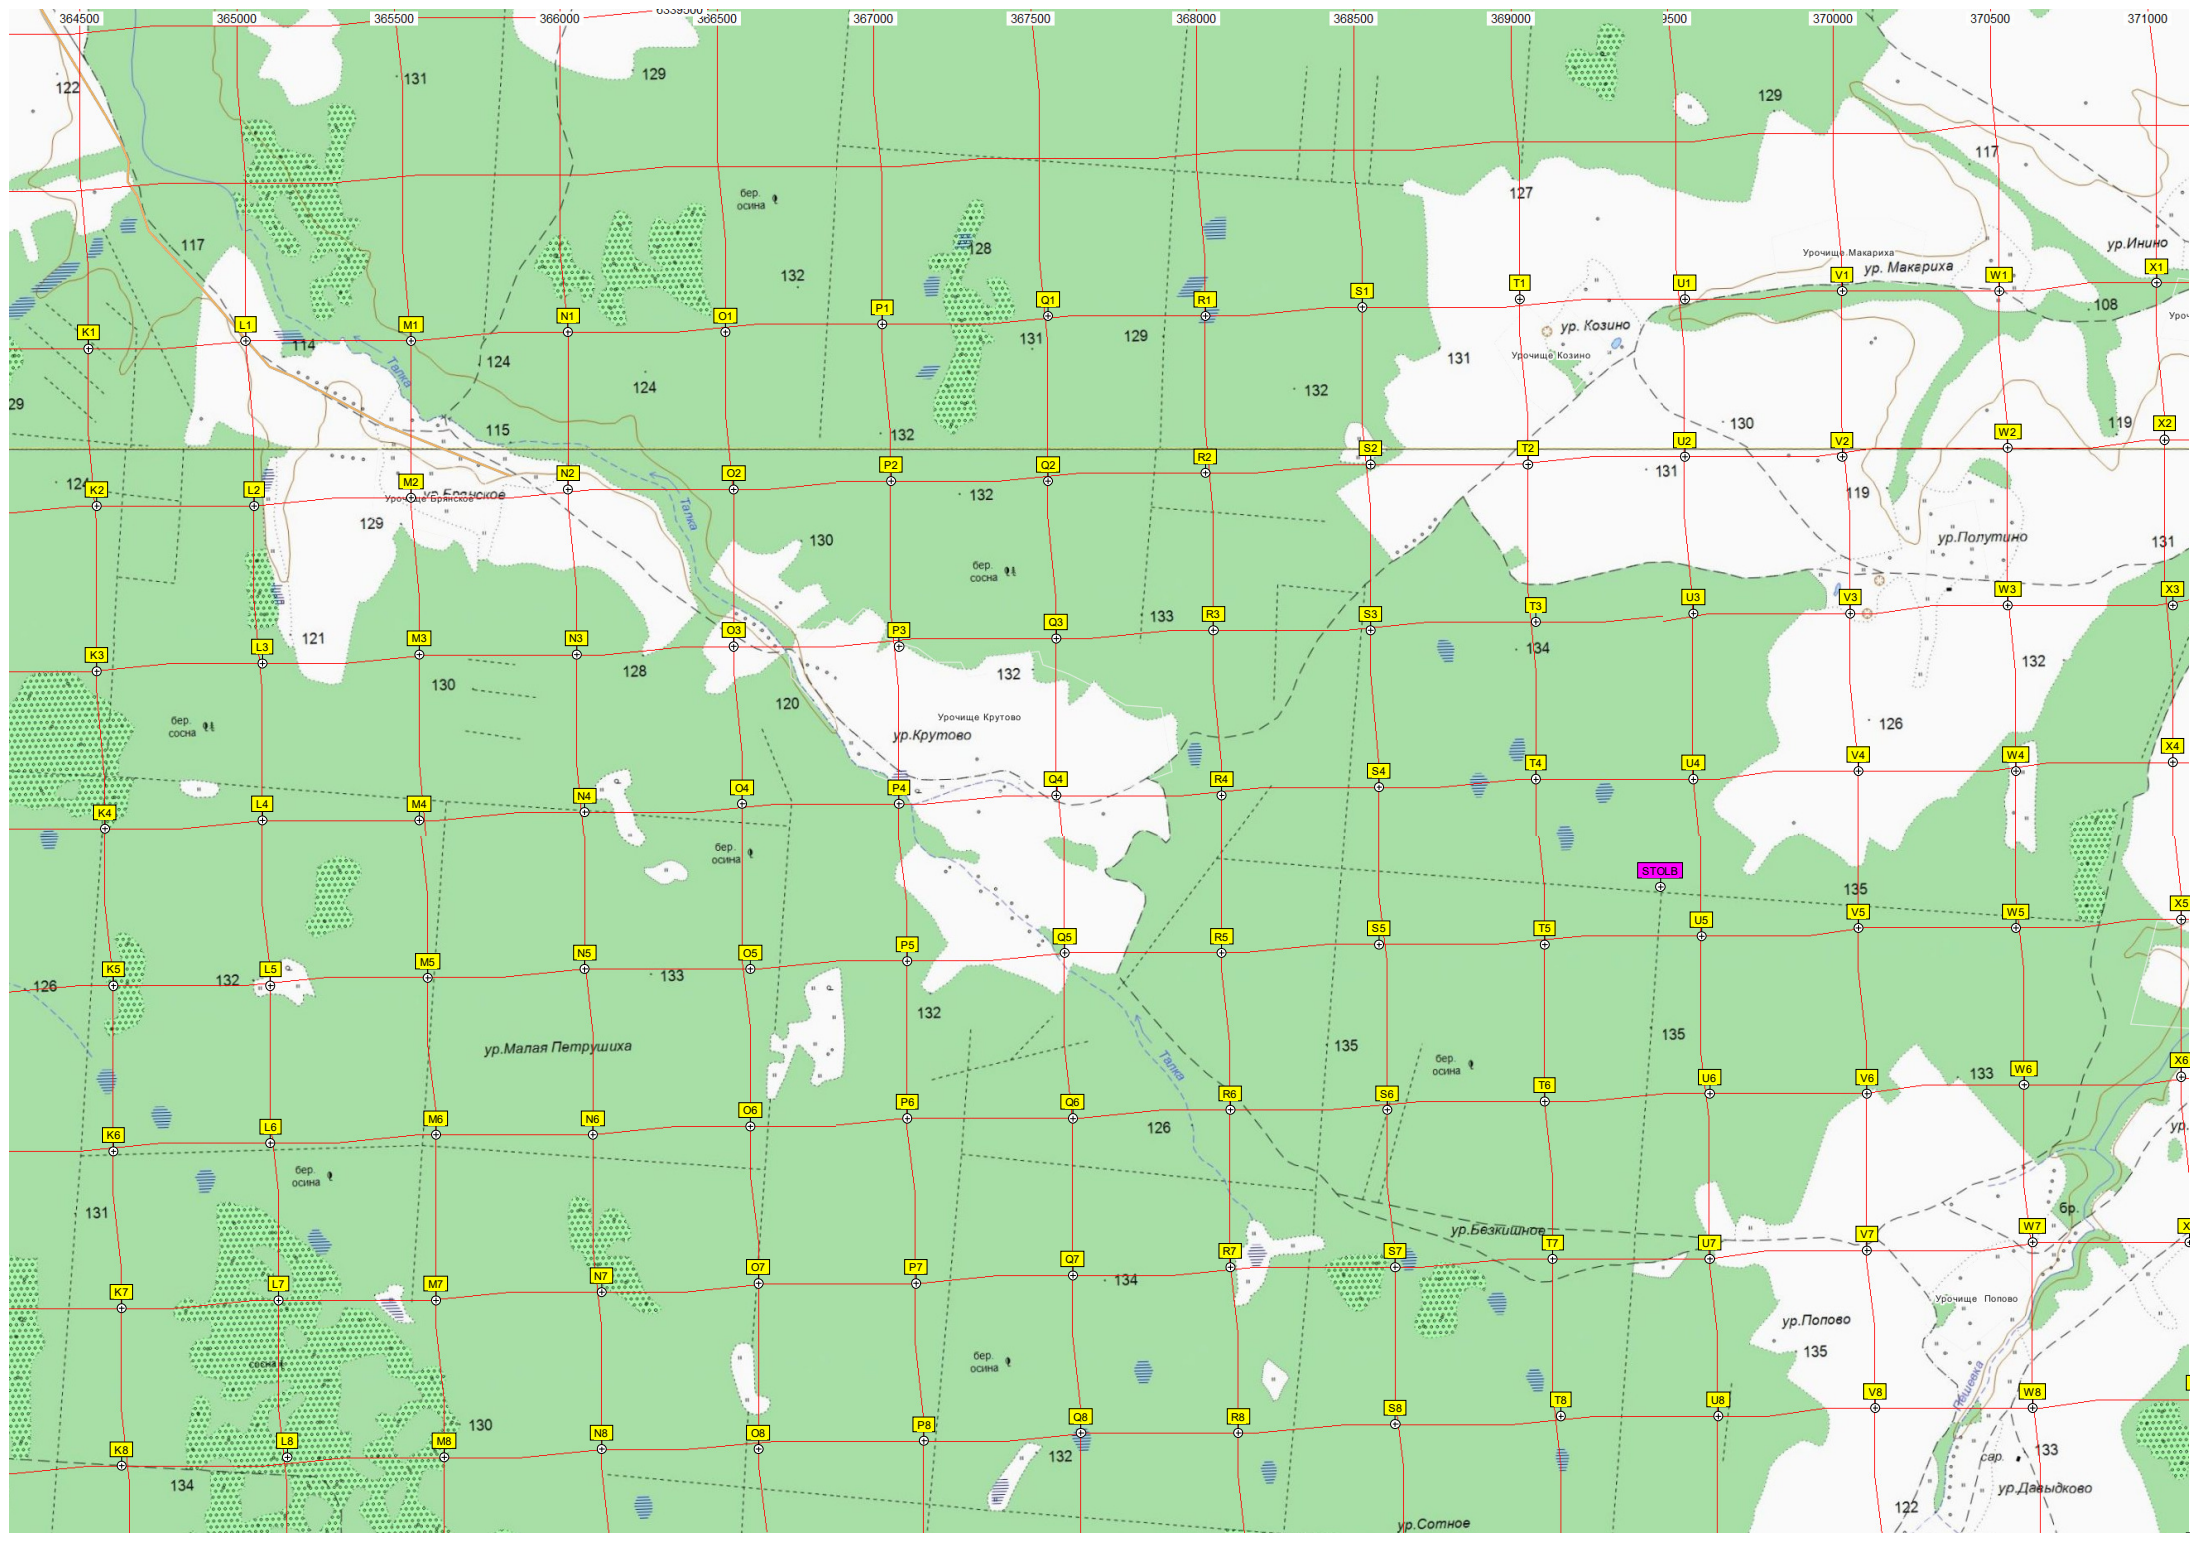 6339500
364500 365000 365500 366000 366500 367000 367500 368000 368500 369000 9500 370000 370500 371000
122
131
129
129
117
127
бер.
осина
117
128
132
ур.Инино
Урочище Макариха
ур. Макариха
108
K1 L1 M1 N1 O1 P1 Q1 R1 S1 T1 U1 V1 W1 X1
114
Талка
124
124
131
129
ур. Козино
Урочище Козино
131
132
29
115
132
130
119
K2 L2 M2 N2 O2 P2 Q2 R2 S2 T2 U2 V2 W2 X2
124
ур.Брянское
Урочище Брянское
129
Талка
132
131
119
130
ур.Полутино
131
бер.
сосна
121
133
K3 L3 M3 N3 O3 P3 Q3 R3 S3 T3 U3 V3 W3 X3
130
128
132
134
132
120
бер.
сосна
Урочище Крутово
ур.Крутово
126
K4 L4 M4 N4 O4 P4 Q4 R4 S4 T4 U4 V4 W4 X4
бер.
осина
STOLB
135
K5 L5 M5 N5 O5 P5 Q5 R5 S5 T5 U5 V5 W5 X5
126
132
133
132
ур.Малая Петрушиха
Талка
135
135
бер.
осина
133
K6 L6 M6 N6 O6 P6 Q6 R6 S6 T6 U6 V6 W6 X6
126
ур.
бер.
осина
131
ур.Безкишное
бр.
K7 L7 M7 N7 O7 P7 Q7 R7 S7 T7 U7 V7 W7 X
134
Урочище Попово
ур.Попово
135
сосна
бер.
осина
K8 L8 M8 N8 O8 P8 Q8 R8 S8 T8 U8 V8 W8
130
132
133
сар.
134
ур.Давыдково
122
ур.Сотное